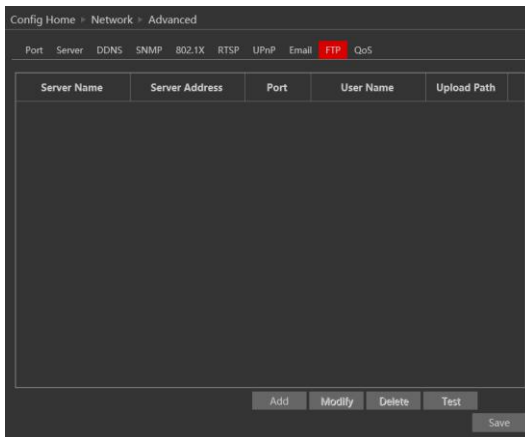 Config Home ▸ Network ▸ Advanced
Port Server DDNS SNMP 802.1X RTSP UPnP Email FTP QoS
Server Name Server Address Port User Name Upload Path
Add Modify Delete Test
Save